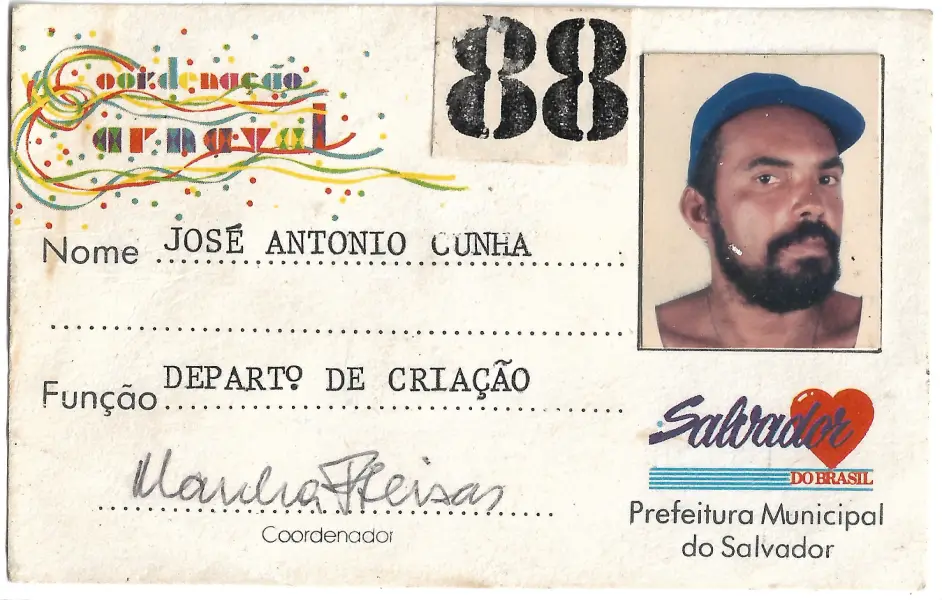 Coordenação
Carnaval
88
Nome JOSÉ ANTONIO CUNHA
Função DEPARTº DE CRIAÇÃO
Coordenador
Salvador
DO BRASIL
Prefeitura Municipal
do Salvador